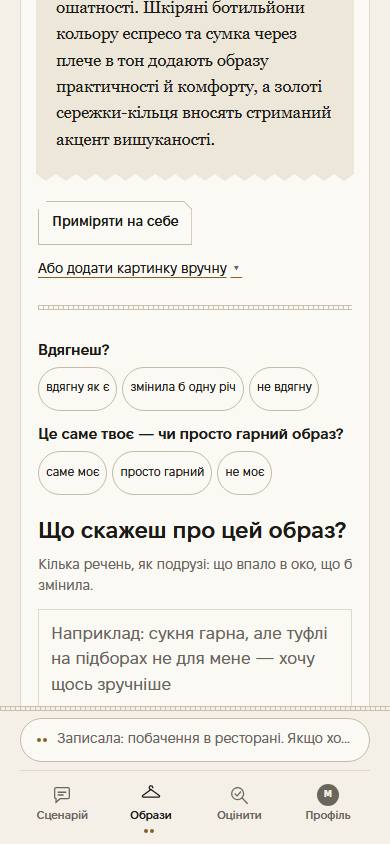 ошатності. Шкіряні ботильйони
кольору еспресо та сумка через
плече в тон додають образу
практичності й комфорту, а золоті
сережки-кільця вносять стриманий
акцент вишуканості.
Приміряти на себе
Або додати картинку вручну
Вдягнеш?
вдягну як є
змінила б одну річ
не вдягну
Це саме твоє — чи просто гарний образ?
саме моє
просто гарний
не моє
Що скажеш про цей образ?
Кілька речень, як подрузі: що впало в око, що б
змінила.
Наприклад: сукня гарна, але туфлі
на підборах не для мене — хочу
щось зручніше
Записала: побачення в ресторані. Якщо хо...
Сценарій
Образи
Оцінити
М
Профіль